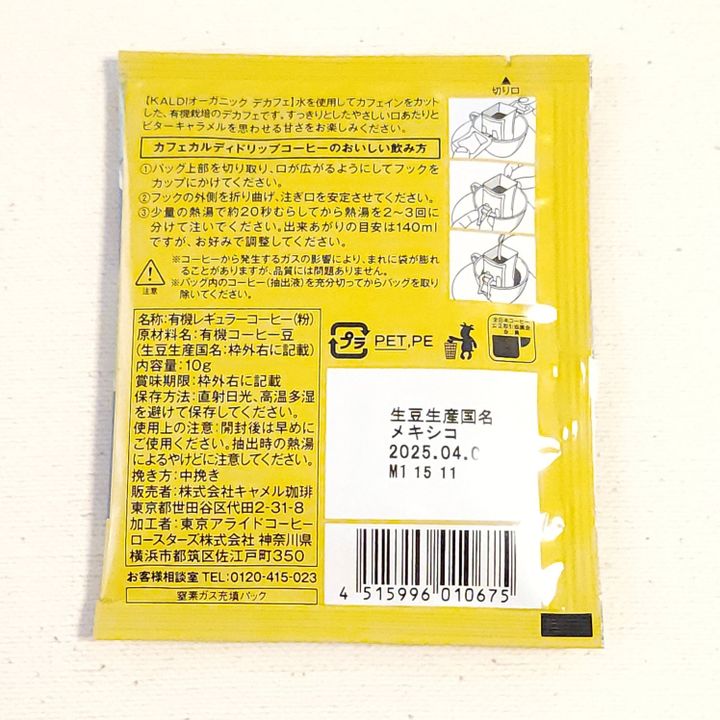 【KALDIオーガニック デカフェ】水を使用してカフェインをカット
した、有機栽培のデカフェです。すっきりとしたやさしい口あたりと
ビターキャラメルを思わせる甘さをお楽しみください。
カフェカルディドリップコーヒーのおいしい飲み方
①バッグ上部を切り取り、口が広がるようにしてフックを
カップにかけてください。
②フックの外側を折り曲げ、注ぎ口を安定させてください。
③少量の熱湯で約20秒むらしてから熱湯を2〜3回に
分けて注いでください。出来あがりの目安は140ml
ですが、お好みで調整してください。
※コーヒーから発生するガスの影響により、まれに袋が膨れ
ることがありますが、品質には問題ありません。
※バッグ内のコーヒー(抽出液)を充分切ってからバッグを取り
除いてください。
注意
切り口
名称:有機レギュラーコーヒー(粉)
原材料名:有機コーヒー豆
(生豆生産国名:枠外右に記載)
内容量:10g
賞味期限:枠外右に記載
保存方法:直射日光、高温多湿
を避けて保存してください。
使用上の注意:開封後は早めに
ご使用ください。抽出時の熱湯
によるやけどに注意してください。
挽き方:中挽き
販売者:株式会社キャメル珈琲
東京都世田谷区代田2-31-8
加工者:東京アライドコーヒー
ロースターズ株式会社 神奈川県
横浜市都筑区佐江戸町350
お客様相談室 TEL:0120-415-023
窒素ガス充填パック
プラ
PET,PE
全日本コーヒー
公正取引協議会
会員
生豆生産国名
メキシコ
2025.04.0
M1 15 11
4 515996 010675